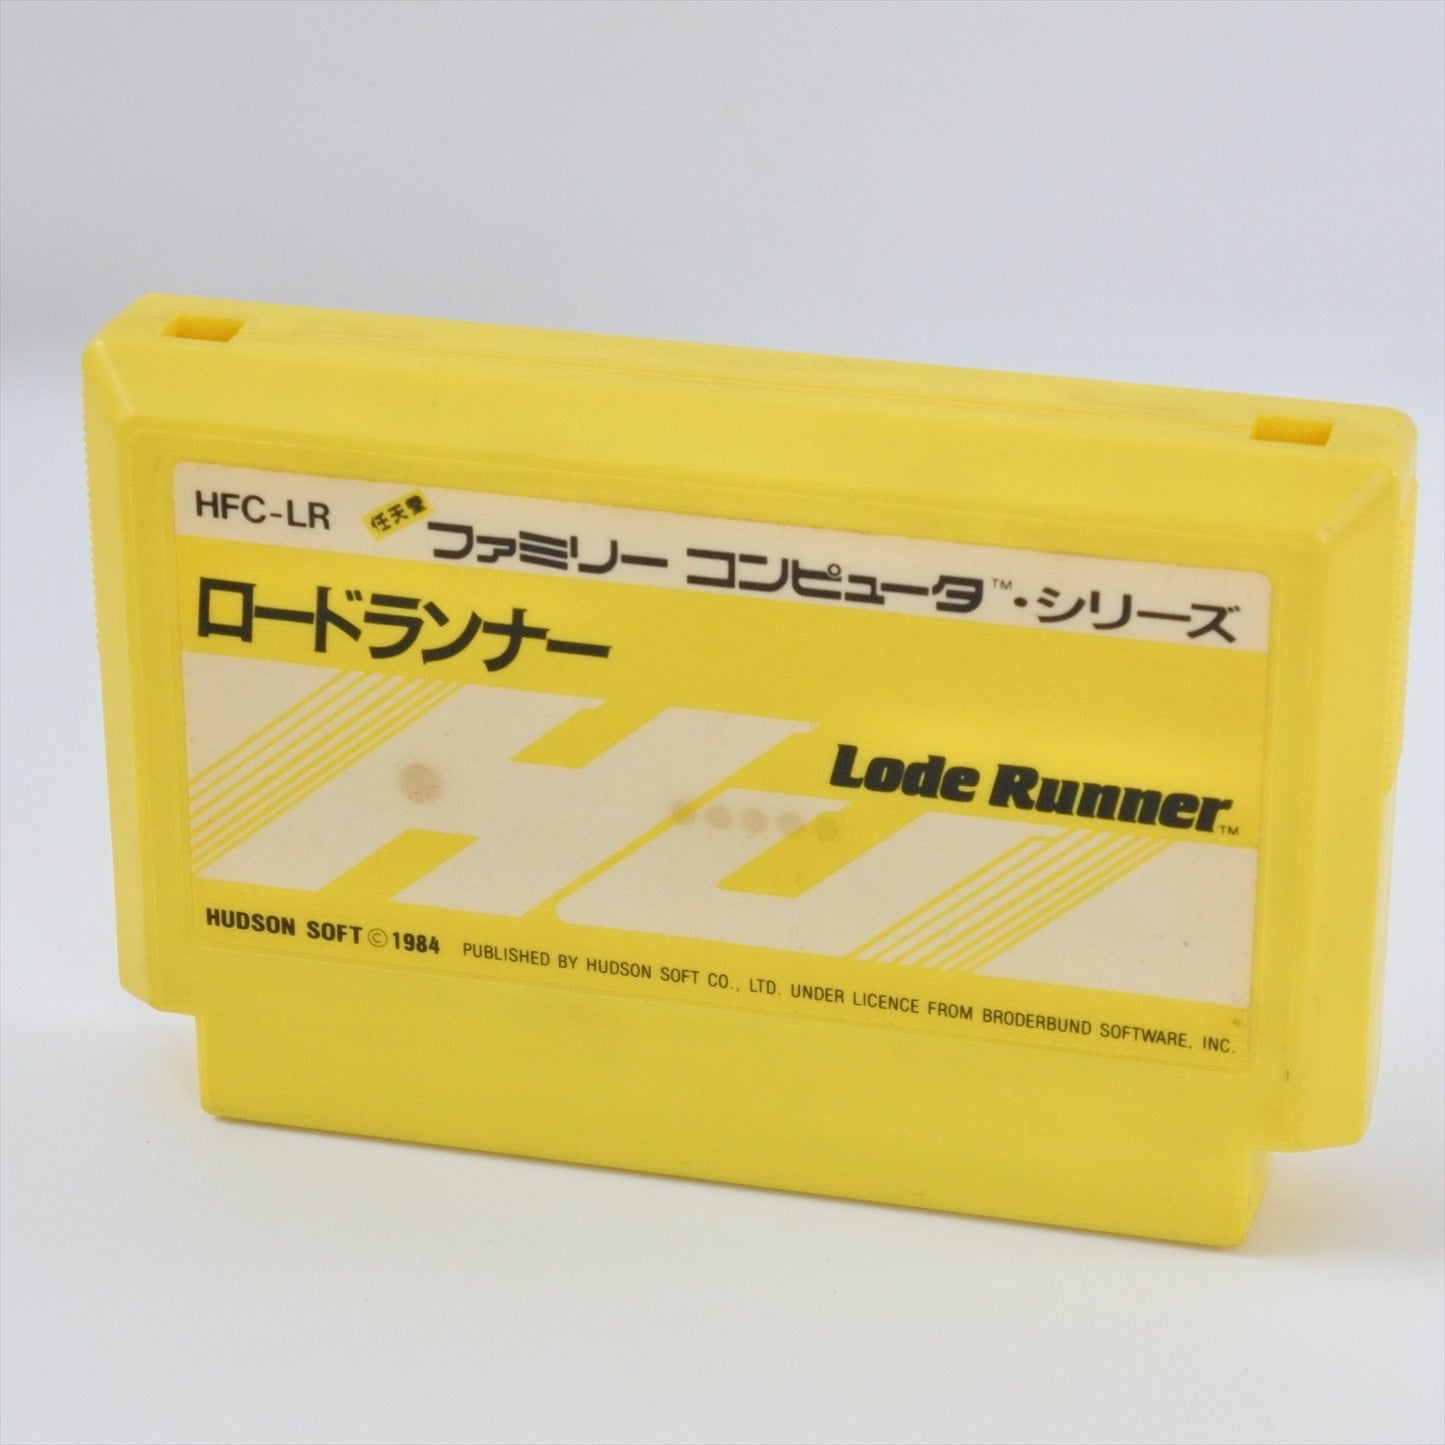 HFC-LR 任天堂 ファミリー コンピュータ™・シリーズ
ロードランナー
HU
Lode Runner™
HUDSON SOFT © 1984 PUBLISHED BY HUDSON SOFT CO., LTD. UNDER LICENCE FROM BRODERBUND SOFTWARE, INC.